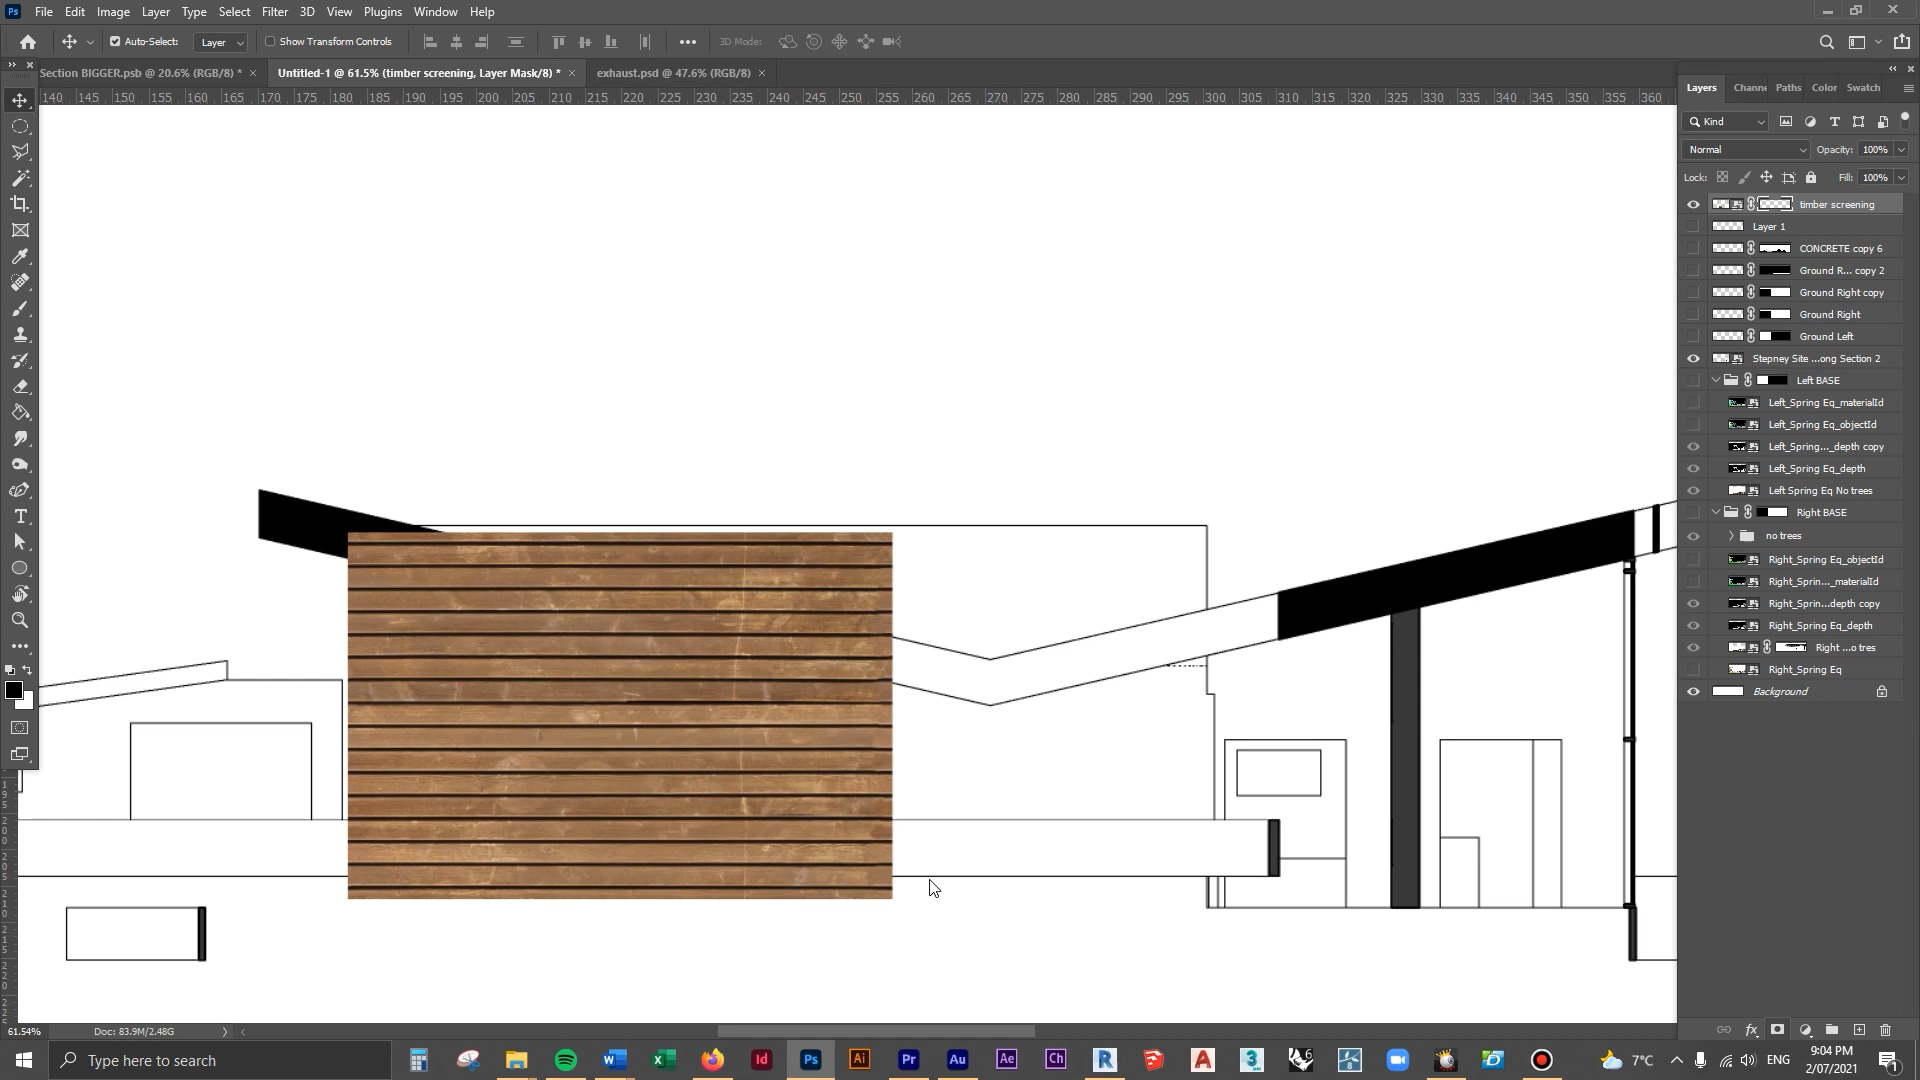 Ps File Edit Image Layer Type Select Filter 3D View Plugins Window Help
Auto-Select: Layer Show Transform Controls 3D Mode:
Section BIGGER.psb @ 20.6% (RGB/8) * Untitled-1 @ 61.5% (timber screening, Layer Mask/8) * exhaust.psd @ 47.6% (RGB/8)
140 145 150 155 160 165 170 175 180 185 190 195 200 205 210 215 220 225 230 235 240 245 250 255 260 265 270 275 280 285 290 295 300 305 310 315 320 325 330 335 340 345 350 355 360
Layers Channe Paths Color Swatch
Kind
Normal Opacity: 100%
Lock: Fill: 100%
timber screening
Layer 1
CONCRETE copy 6
Ground R... copy 2
Ground Right copy
Ground Right
Ground Left
Stepney Site ...ong Section 2
Left BASE
Left_Spring Eq_materialId
Left_Spring Eq_objectId
Left_Spring..._depth copy
Left_Spring Eq_depth
Left Spring Eq No trees
Right BASE
no trees
Right_Spring Eq_objectId
Right_Sprin..._materialId
Right_Sprin...depth copy
Right_Spring Eq_depth
Right ...o tres
Right_Spring Eq
Background
61.54% Doc: 83.9M/2.48G
Type here to search
Id Ps Ai Pr Au Ae Ch
7°C ENG
9:04 PM
2/07/2021